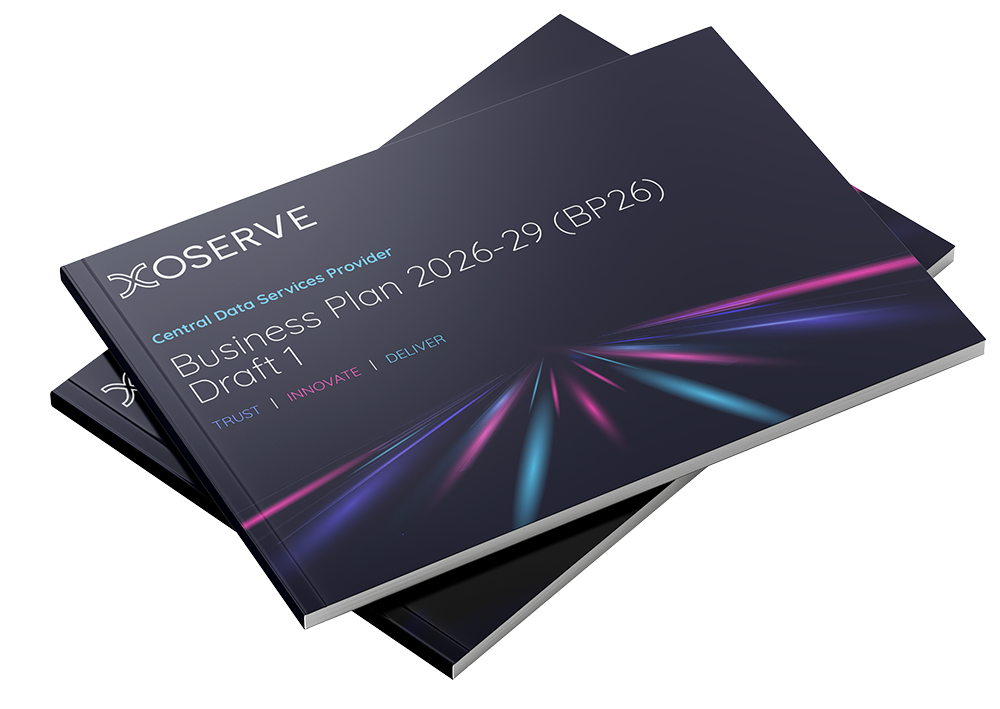 XOSERVE
Central Data Services Provider
Business Plan 2026-29 (BP26)
Draft 1
TRUST | INNOVATE | DELIVER